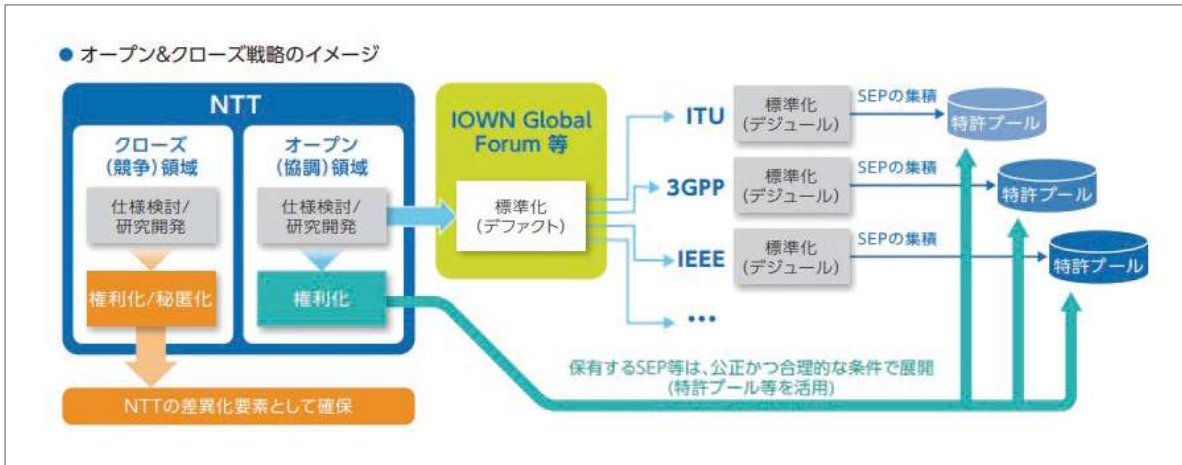 ● オープン&クローズ戦略のイメージ
NTT
クローズ
(競争)領域
仕様検討/
研究開発
権利化/秘匿化
NTTの差異化要素として確保
オープン
(協調)領域
仕様検討/
研究開発
権利化
IOWN Global
Forum 等
標準化
(デファクト)
ITU
標準化
(デジュール)
SEPの集積
特許プール
3GPP
標準化
(デジュール)
SEPの集積
特許プール
IEEE
標準化
(デジュール)
SEPの集積
特許プール
•••
保有するSEP等は、公正かつ合理的な条件で展開
(特許プール等を活用)